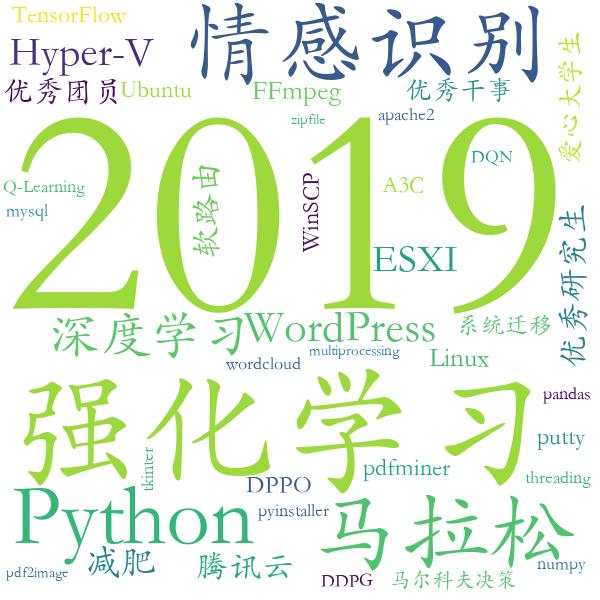 TensorFlow
情感识别
Hyper-V
爱心大学生
优秀团员
Ubuntu
FFmpeg
优秀干事
zipfile
apache2
2019
DQN
Q-Learning
软路由
WinSCP
A3C
mysql
ESXI
优秀研究生
深度学习
WordPress
系统迁移
multiprocessing
wordcloud
Linux
强化学习
pandas
putty
tkinter
pdfminer
DPPO
threading
Python
pyinstaller
马拉松
减肥
腾讯云
numpy
pdf2image
DDPG
马尔科夫决策